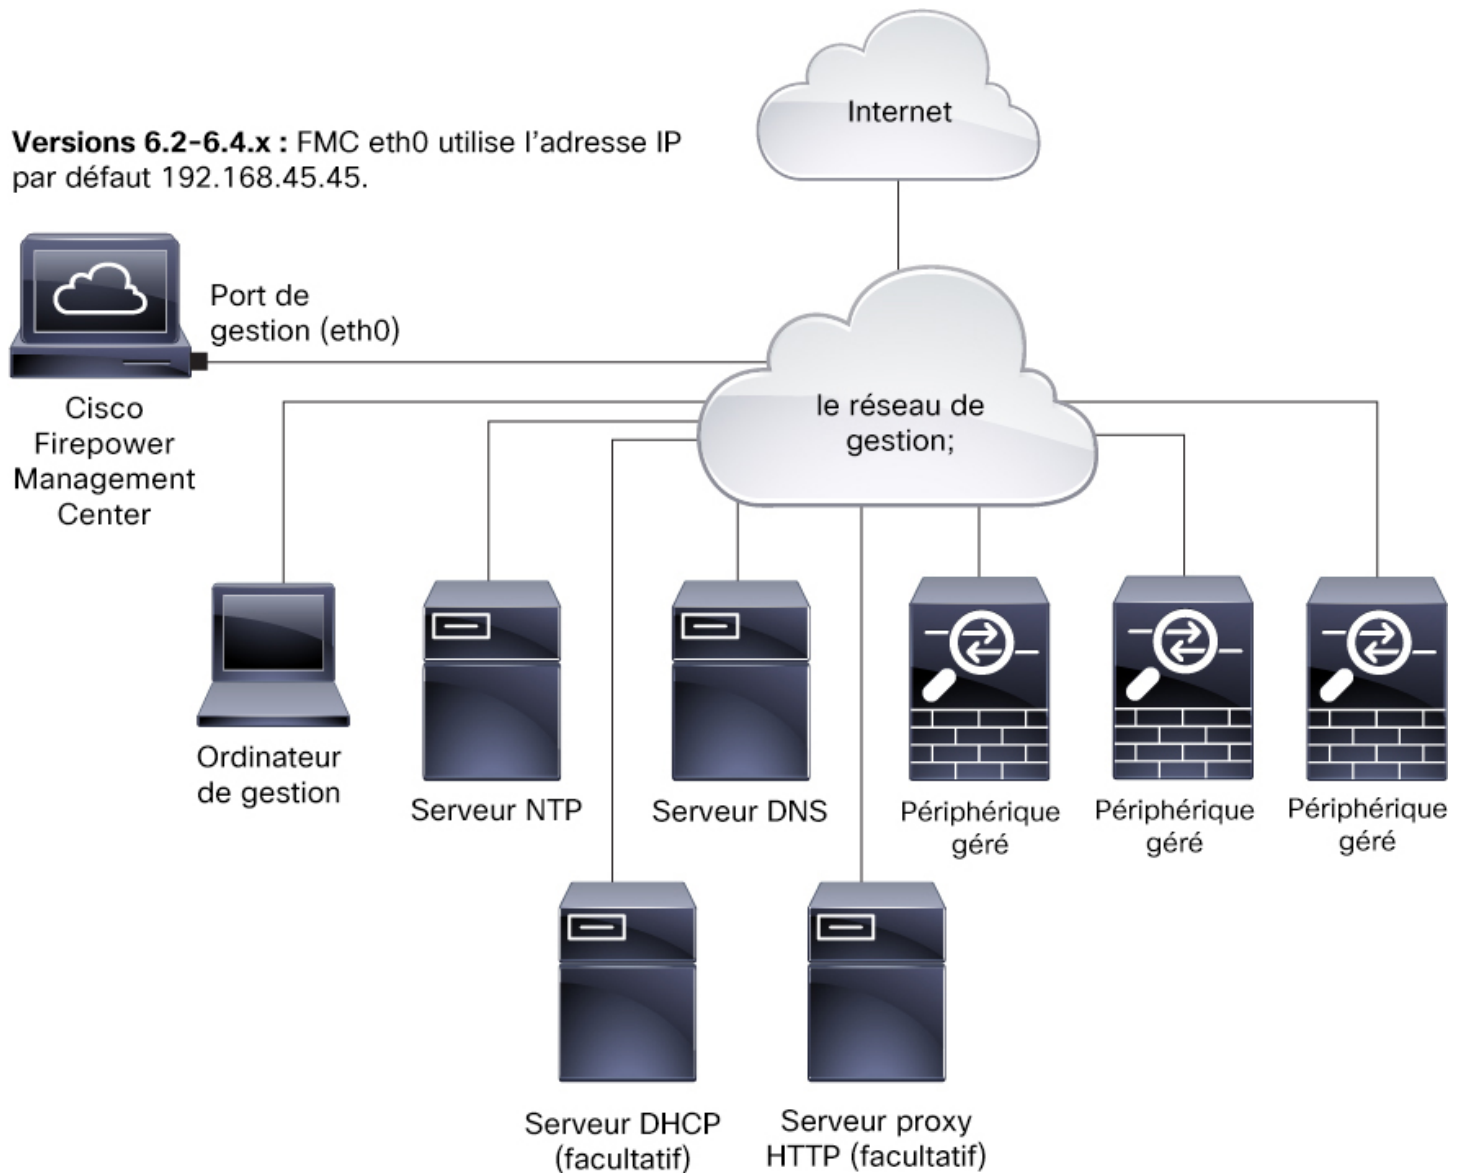 Internet
Versions 6.2-6.4.x : FMC eth0 utilise l'adresse IP
par défaut 192.168.45.45.
Port de
gestion (eth0)
Cisco
Firepower
Management
Center
le réseau de
gestion;
Ordinateur
de gestion
Serveur NTP
Serveur DNS
Périphérique
géré
Périphérique
géré
Périphérique
géré
Serveur DHCP
(facultatif)
Serveur proxy
HTTP (facultatif)